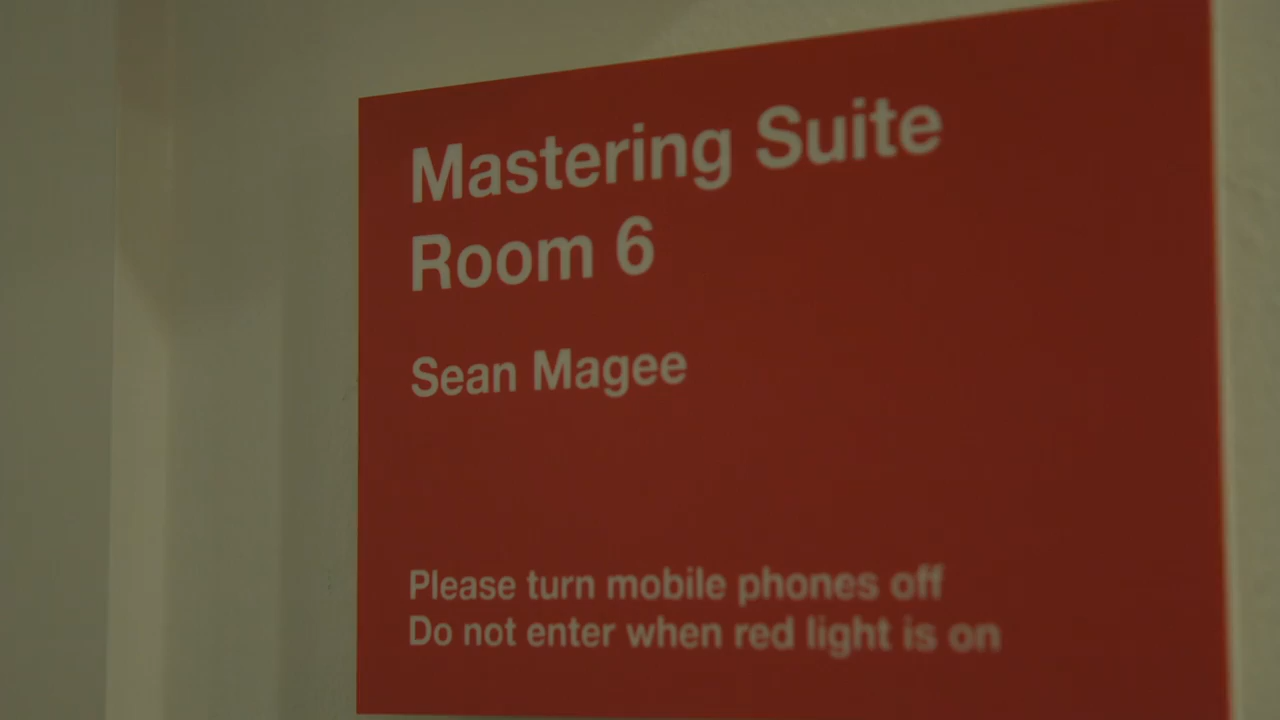 Mastering Suite
Room 6
Sean Magee
Please turn mobile phones off
Do not enter when red light is on